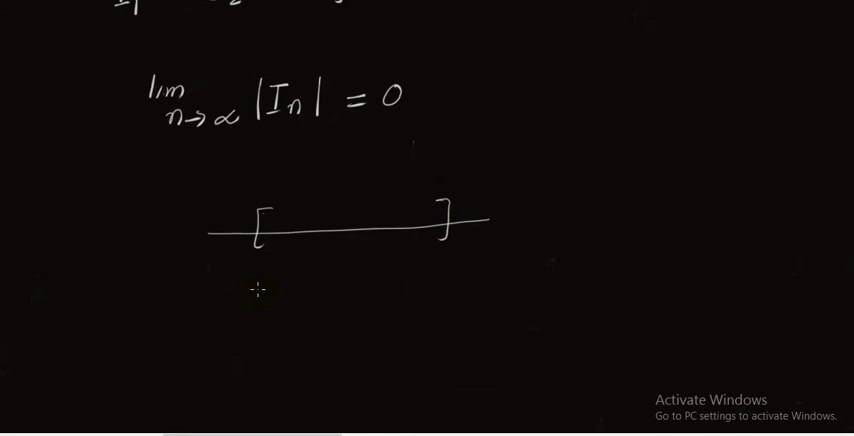 lim n→∞ |In| = 0
[ ]
Activate Windows
Go to PC settings to activate Windows.